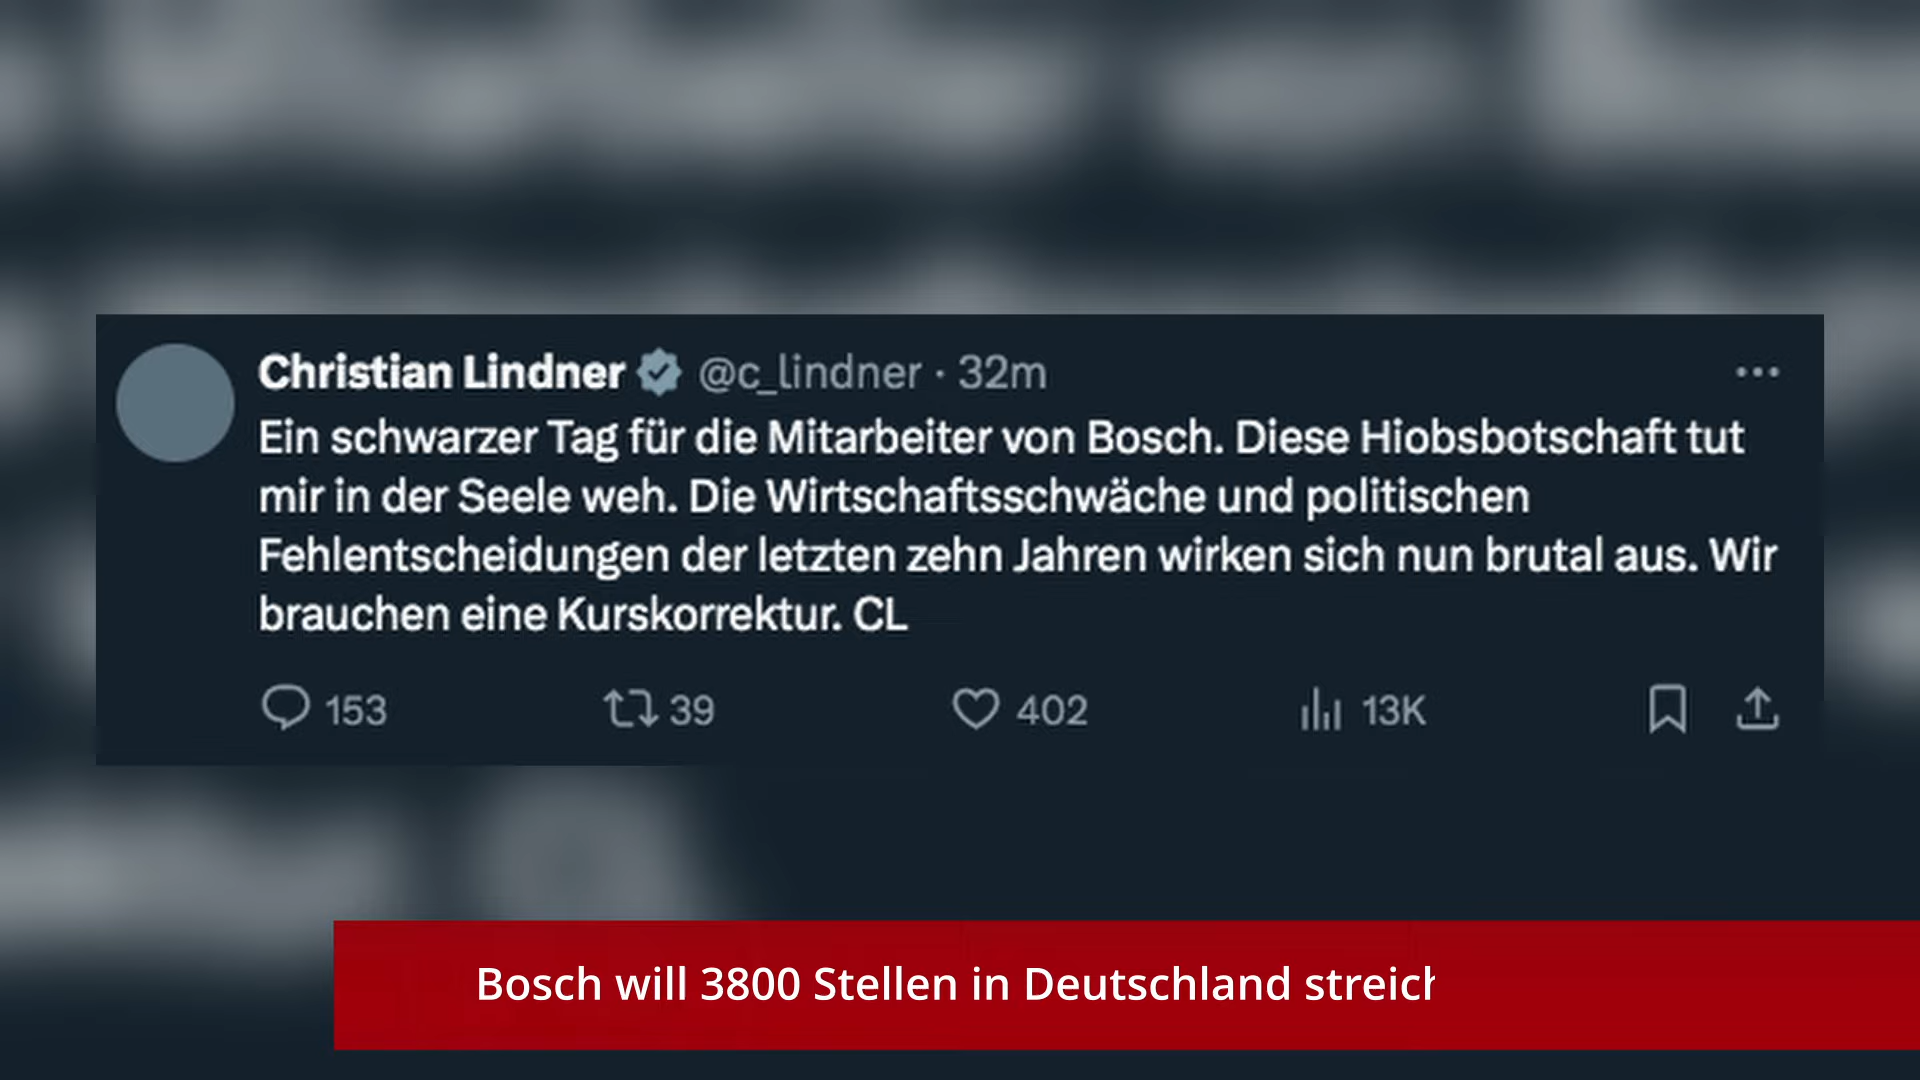 Christian Lindner @c_lindner · 32m
Ein schwarzer Tag für die Mitarbeiter von Bosch. Diese Hiobsbotschaft tut
mir in der Seele weh. Die Wirtschaftsschwäche und politischen
Fehlentscheidungen der letzten zehn Jahren wirken sich nun brutal aus. Wir
brauchen eine Kurskorrektur. CL
153 39 402 13K
Bosch will 3800 Stellen in Deutschland streich